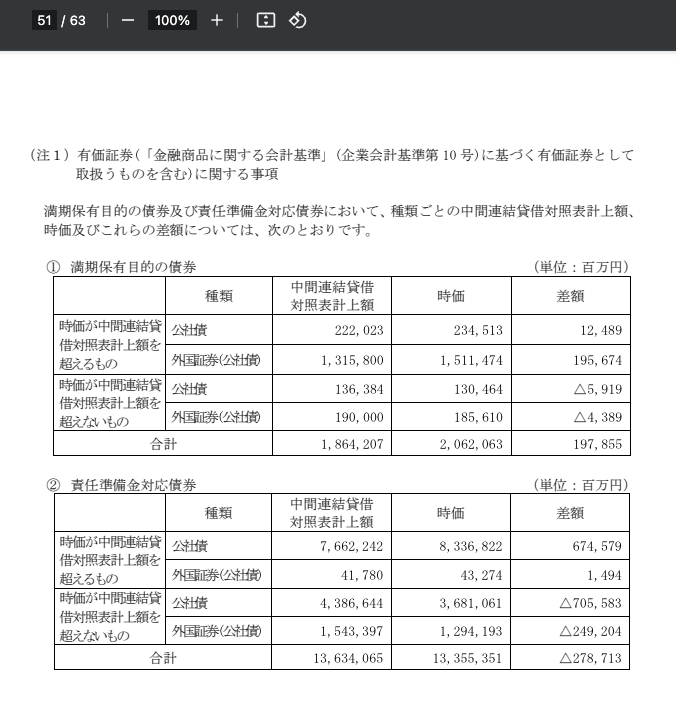 51 / 63 100%
(注１) 有価証券(「金融商品に関する会計基準」(企業会計基準第 10 号)に基づく有価証券として
取扱うものを含む)に関する事項
満期保有目的の債券及び責任準備金対応債券において、種類ごとの中間連結貸借対照表計上額、
時価及びこれらの差額については、次のとおりです。
① 満期保有目的の債券 (単位：百万円)
種類 中間連結貸借
対照表計上額 時価 差額
時価が中間連結貸
借対照表計上額を
超えるもの
公社債 222,023 234,513 12,489
外国証券(公社債) 1,315,800 1,511,474 195,674
時価が中間連結貸
借対照表計上額を
超えないもの
公社債 136,384 130,464 △5,919
外国証券(公社債) 190,000 185,610 △4,389
合計 1,864,207 2,062,063 197,855
② 責任準備金対応債券 (単位：百万円)
種類 中間連結貸借
対照表計上額 時価 差額
時価が中間連結貸
借対照表計上額を
超えるもの
公社債 7,662,242 8,336,822 674,579
外国証券(公社債) 41,780 43,274 1,494
時価が中間連結貸
借対照表計上額を
超えないもの
公社債 4,386,644 3,681,061 △705,583
外国証券(公社債) 1,543,397 1,294,193 △249,204
合計 13,634,065 13,355,351 △278,713